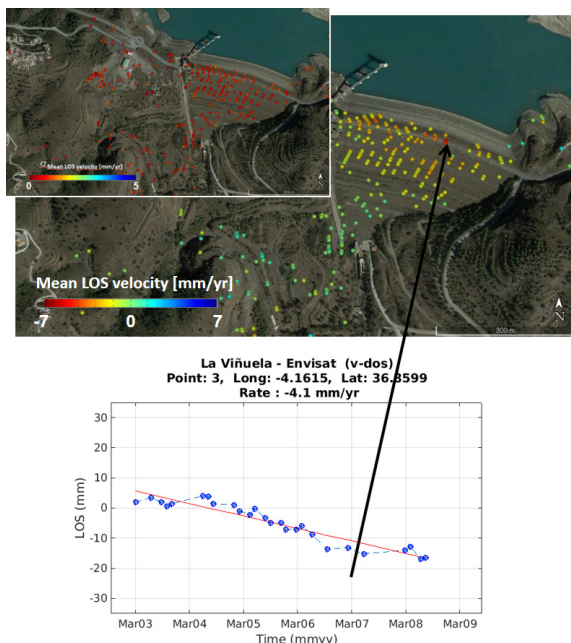 σMean LOS velocity [mm/yr]
0 5
N
Mean LOS velocity [mm/yr]
-7 0 7
N
300 m
La Viñuela - Envisat (v-dos)
Point: 3, Long: -4.1615, Lat: 36.8599
Rate : -4.1 mm/yr
LOS (mm)
30
20
10
0
-10
-20
-30
Mar03 Mar04 Mar05 Mar06 Mar07 Mar08 Mar09
Time (mmyy)